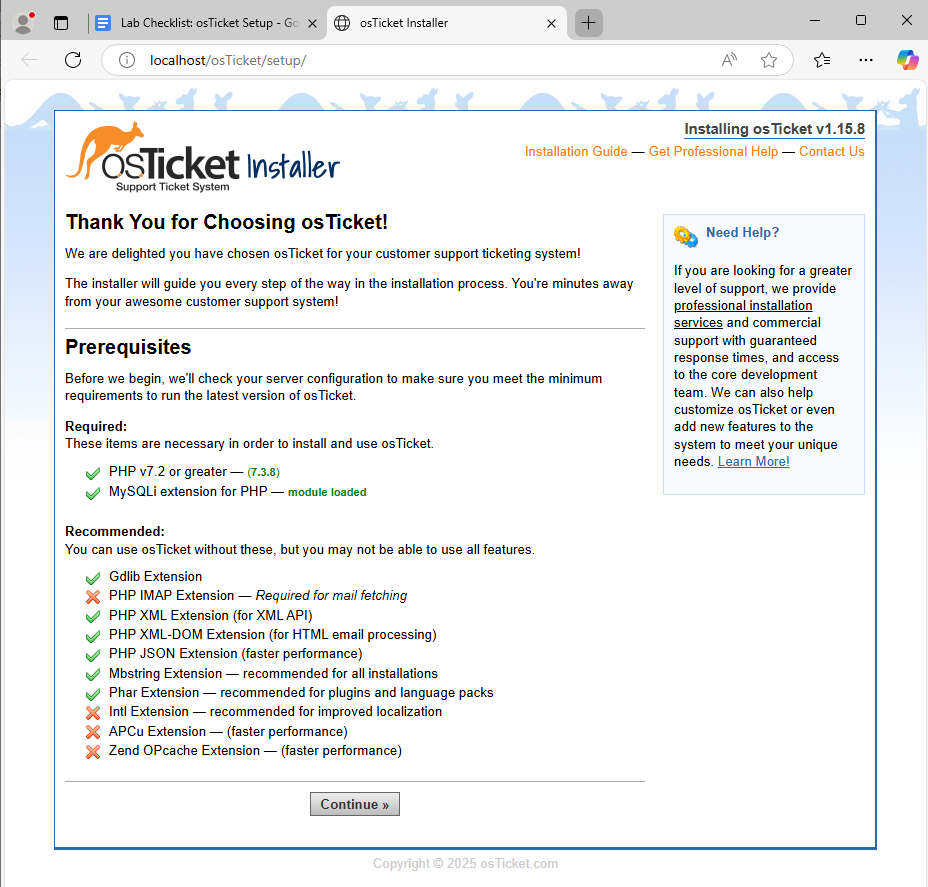 Lab Checklist: osTicket Setup - Go
osTicket Installer
localhost/osTicket/setup/
osTicket Installer
Support Ticket System
Installing osTicket v1.15.8
Installation Guide — Get Professional Help — Contact Us
Thank You for Choosing osTicket!
We are delighted you have chosen osTicket for your customer support ticketing system!
The installer will guide you every step of the way in the installation process. You're minutes away
from your awesome customer support system!
Prerequisites
Before we begin, we'll check your server configuration to make sure you meet the minimum
requirements to run the latest version of osTicket.
Required:
These items are necessary in order to install and use osTicket.
PHP v7.2 or greater — (7.3.8)
MySQLi extension for PHP — module loaded
Recommended:
You can use osTicket without these, but you may not be able to use all features.
Gdlib Extension
PHP IMAP Extension — Required for mail fetching
PHP XML Extension (for XML API)
PHP XML-DOM Extension (for HTML email processing)
PHP JSON Extension (faster performance)
Mbstring Extension — recommended for all installations
Phar Extension — recommended for plugins and language packs
Intl Extension — recommended for improved localization
APCu Extension — (faster performance)
Zend OPcache Extension — (faster performance)
Continue »
Need Help?
If you are looking for a greater
level of support, we provide
professional installation
services and commercial
support with guaranteed
response times, and access
to the core development
team. We can also help
customize osTicket or even
add new features to the
system to meet your unique
needs. Learn More!
Copyright © 2025 osTicket.com